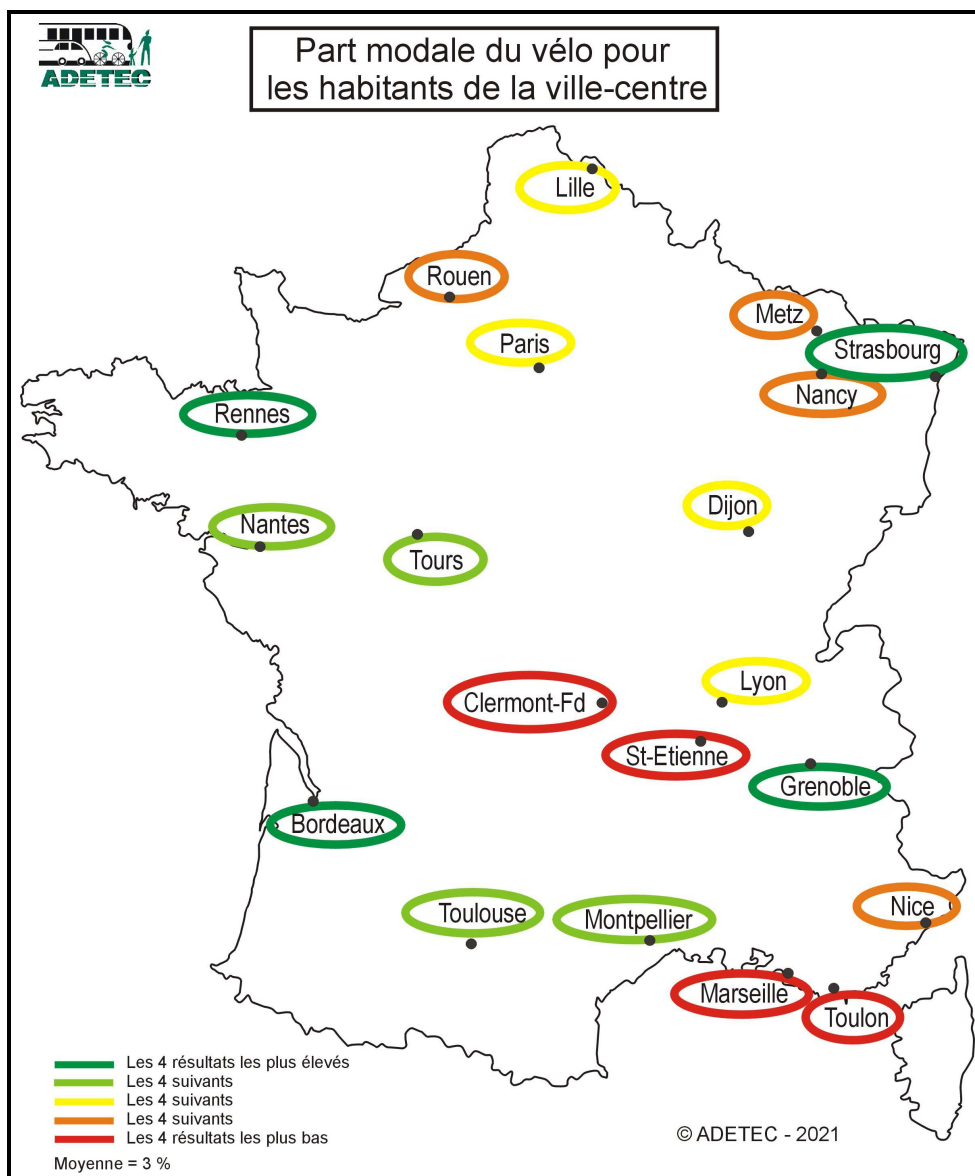 ADETEC
Part modale du vélo pour
les habitants de la ville-centre
Lille
Rouen
Metz
Paris
Strasbourg
Nancy
Rennes
Dijon
Nantes
Tours
Lyon
Clermont-Fd
St-Etienne
Grenoble
Bordeaux
Toulouse
Montpellier
Nice
Marseille
Toulon
Les 4 résultats les plus élevés
Les 4 suivants
Les 4 suivants
Les 4 suivants
Les 4 résultats les plus bas
© ADETEC - 2021
Moyenne = 3 %